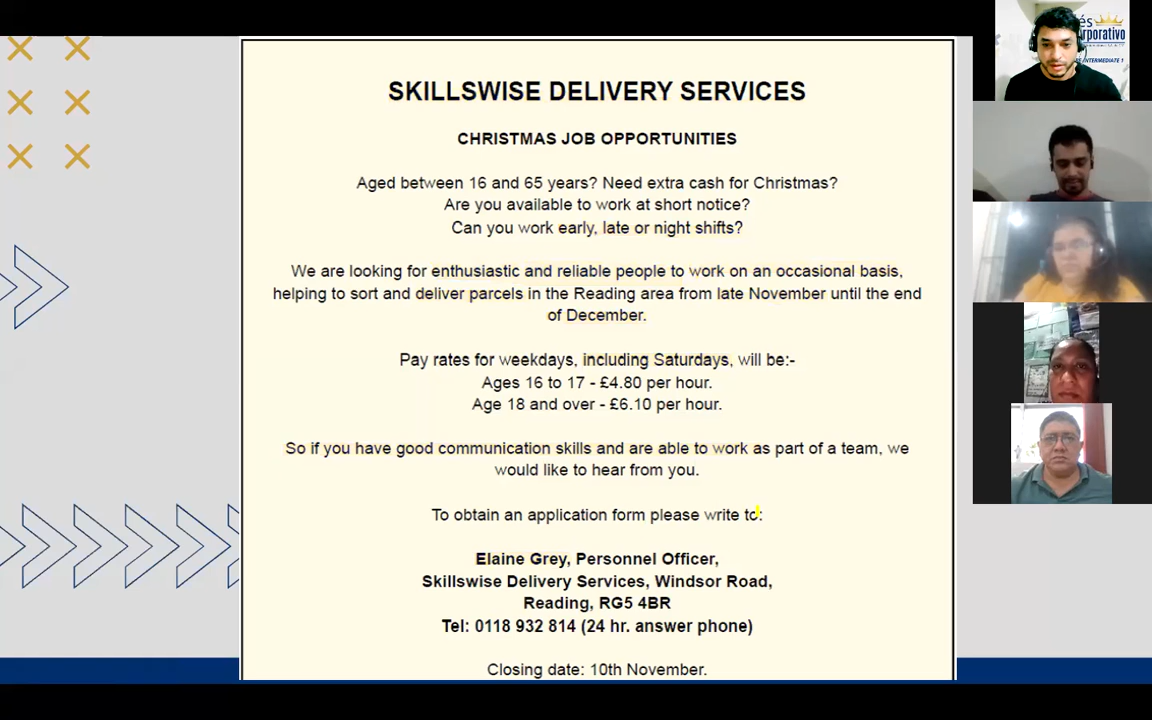 SKILLSWISE DELIVERY SERVICES
CHRISTMAS JOB OPPORTUNITIES
Aged between 16 and 65 years? Need extra cash for Christmas?
Are you available to work at short notice?
Can you work early, late or night shifts?
We are looking for enthusiastic and reliable people to work on an occasional basis,
helping to sort and deliver parcels in the Reading area from late November until the end
of December.
Pay rates for weekdays, including Saturdays, will be:-
Ages 16 to 17 - £4.80 per hour.
Age 18 and over - £6.10 per hour.
So if you have good communication skills and are able to work as part of a team, we
would like to hear from you.
To obtain an application form please write to:
Elaine Grey, Personnel Officer,
Skillswise Delivery Services, Windsor Road,
Reading, RG5 4BR
Tel: 0118 932 814 (24 hr. answer phone)
Closing date: 10th November.